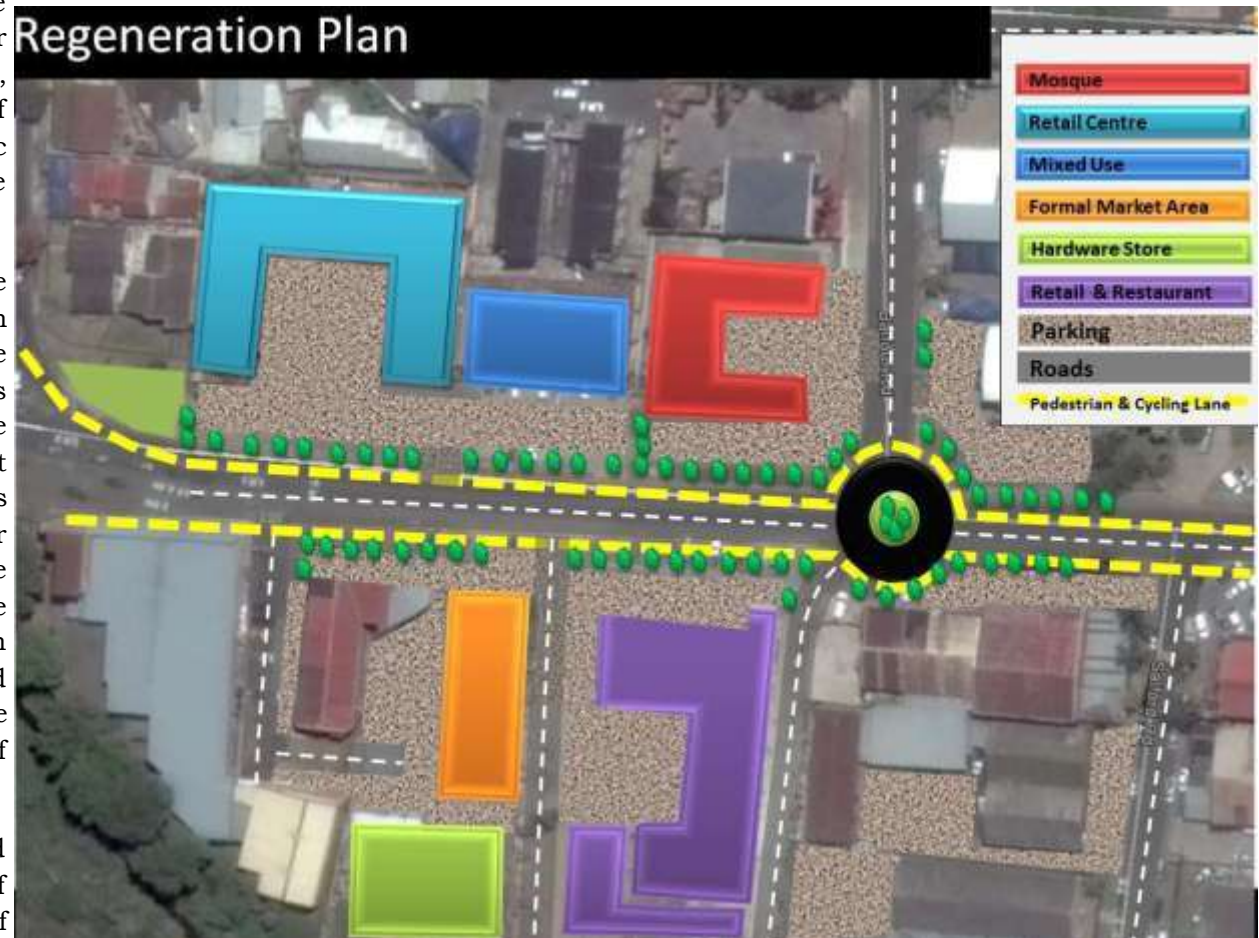 Regeneration Plan
Mosque
Retail Centre
Mixed Use
Formal Market Area
Hardware Store
Retail & Restaurant
Parking
Roads
Pedestrian & Cycling Lane